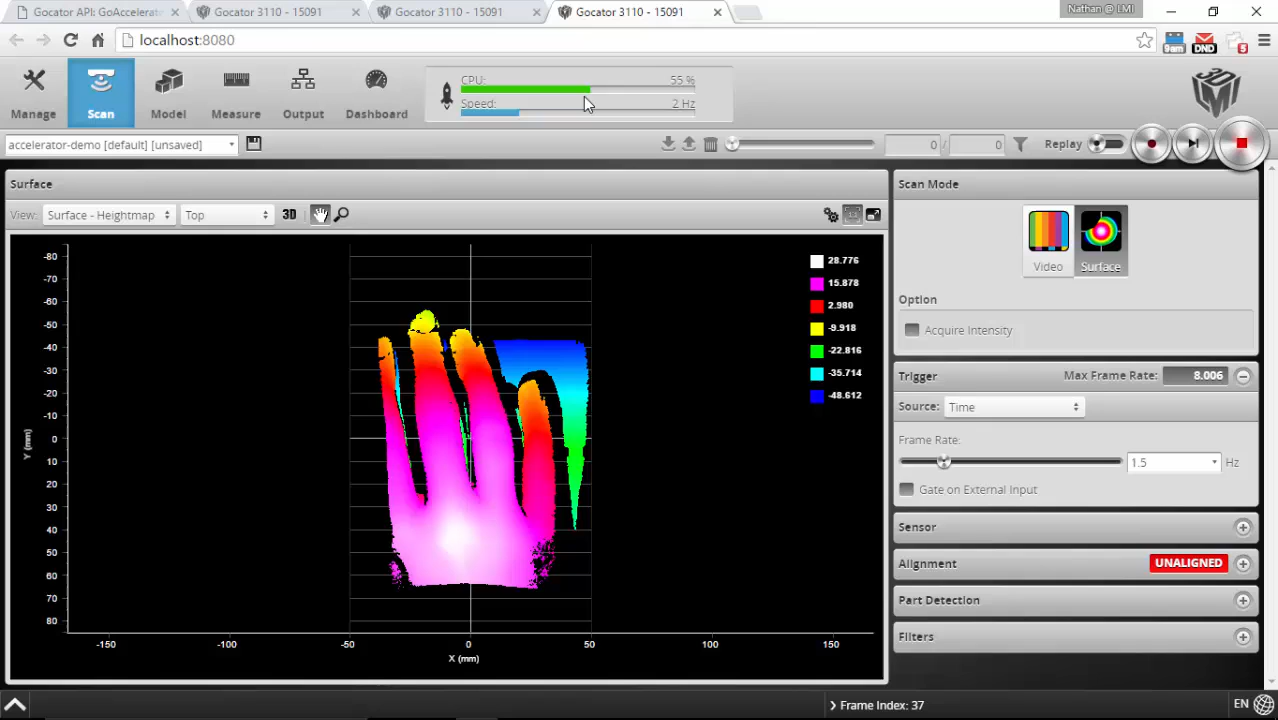 Gocator API: GoAccelerat
Gocator 3110 - 15091
Gocator 3110 - 15091
Gocator 3110 - 15091
Nathan @ LMI
localhost:8080
9am
DND
5
Manage
Scan
Model
Measure
Output
Dashboard
CPU: 55 %
Speed: 2 Hz
LMI
accelerator-demo [default] [unsaved]
0 / 0
Replay
Surface
View: Surface - Heightmap Top 3D
28.776
15.878
2.980
-9.918
-22.816
-35.714
-48.612
-80
-70
-60
-50
-40
-30
-20
-10
0
10
20
30
40
50
60
70
80
Y (mm)
-150 -100 -50 0 50 100 150
X (mm)
Scan Mode
Video
Surface
Option
Acquire Intensity
Trigger Max Frame Rate: 8.006
Source: Time
Frame Rate:
1.5 Hz
Gate on External Input
Sensor
Alignment UNALIGNED
Part Detection
Filters
Frame Index: 37
EN